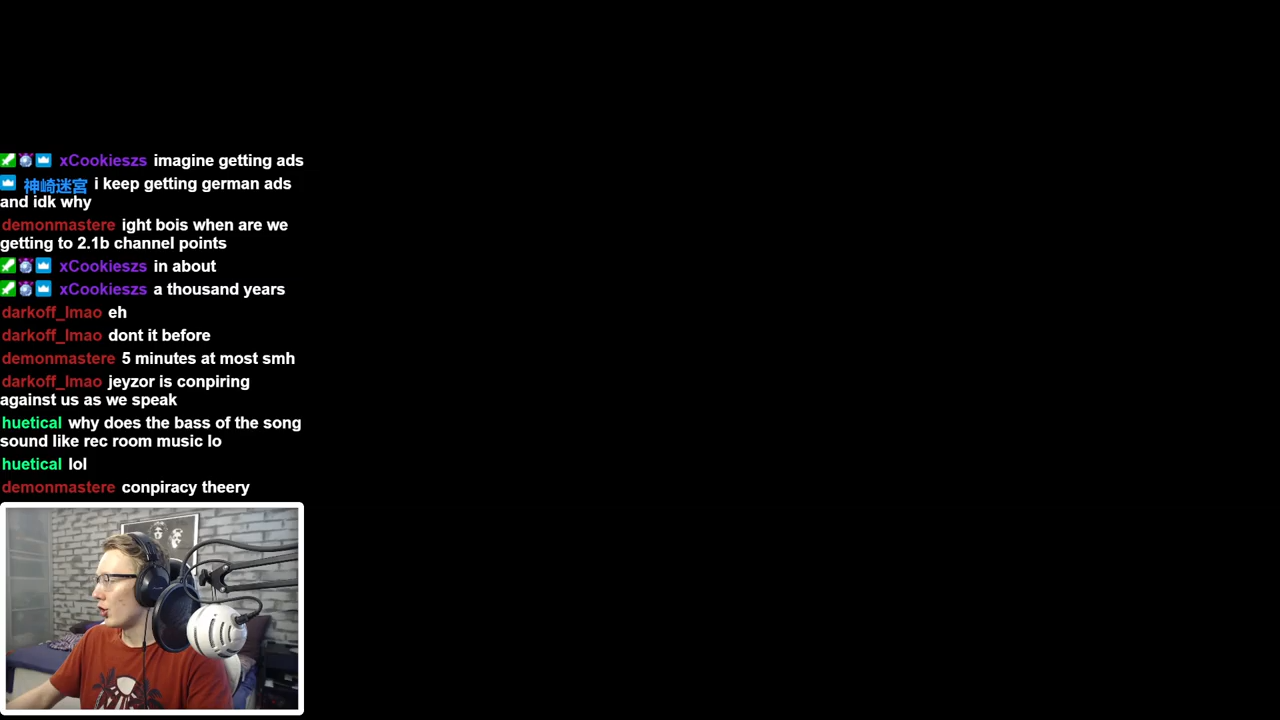 xCookieszs imagine getting ads
神崎迷宮 i keep getting german ads
and idk why
demonmastere ight bois when are we
getting to 2.1b channel points
xCookieszs in about
xCookieszs a thousand years
darkoff_lmao eh
darkoff_lmao dont it before
demonmastere 5 minutes at most smh
darkoff_lmao jeyzor is conpiring
against us as we speak
huetical why does the bass of the song
sound like rec room music lo
huetical lol
demonmastere conpiracy theery